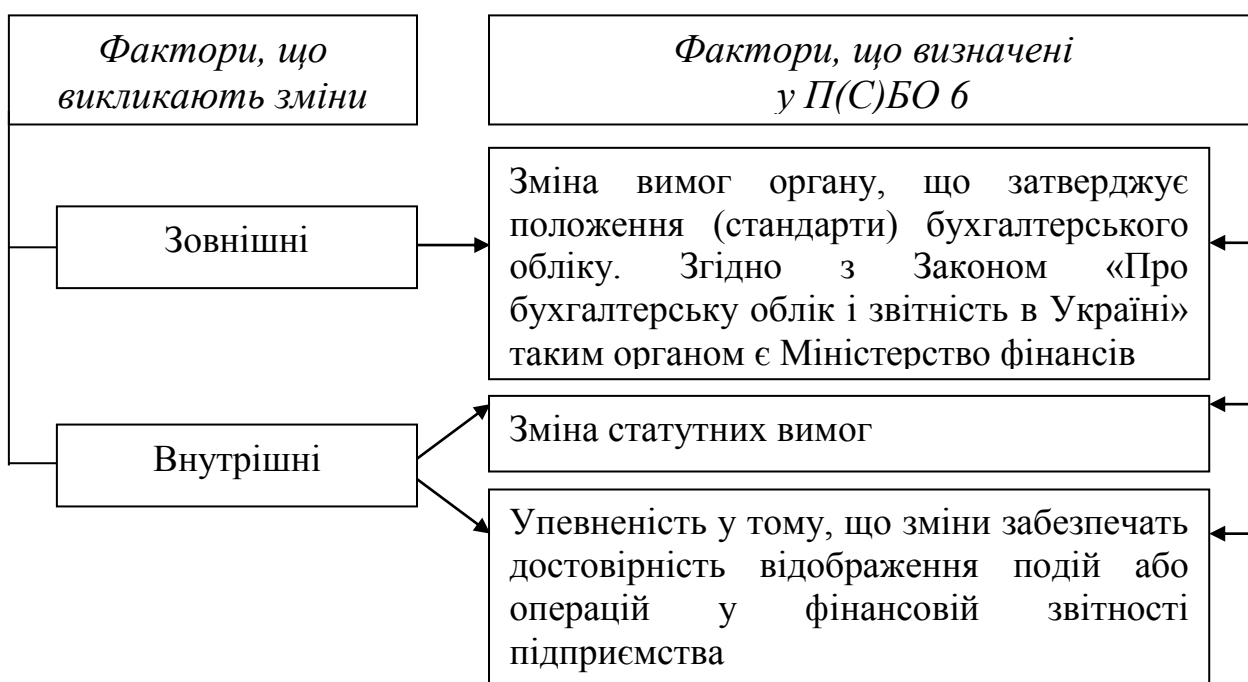 Фактори, що
викликають зміни
Фактори, що визначені
у П(С)БО 6
Зовнішні
Зміна вимог органу, що затверджує
положення (стандарти) бухгалтерського
обліку. Згідно з Законом «Про
бухгалтерську облік і звітність в Україні»
таким органом є Міністерство фінансів
Внутрішні
Зміна статутних вимог
Упевненість у тому, що зміни забезпечать
достовірність відображення подій або
операцій у фінансовій звітності
підприємства